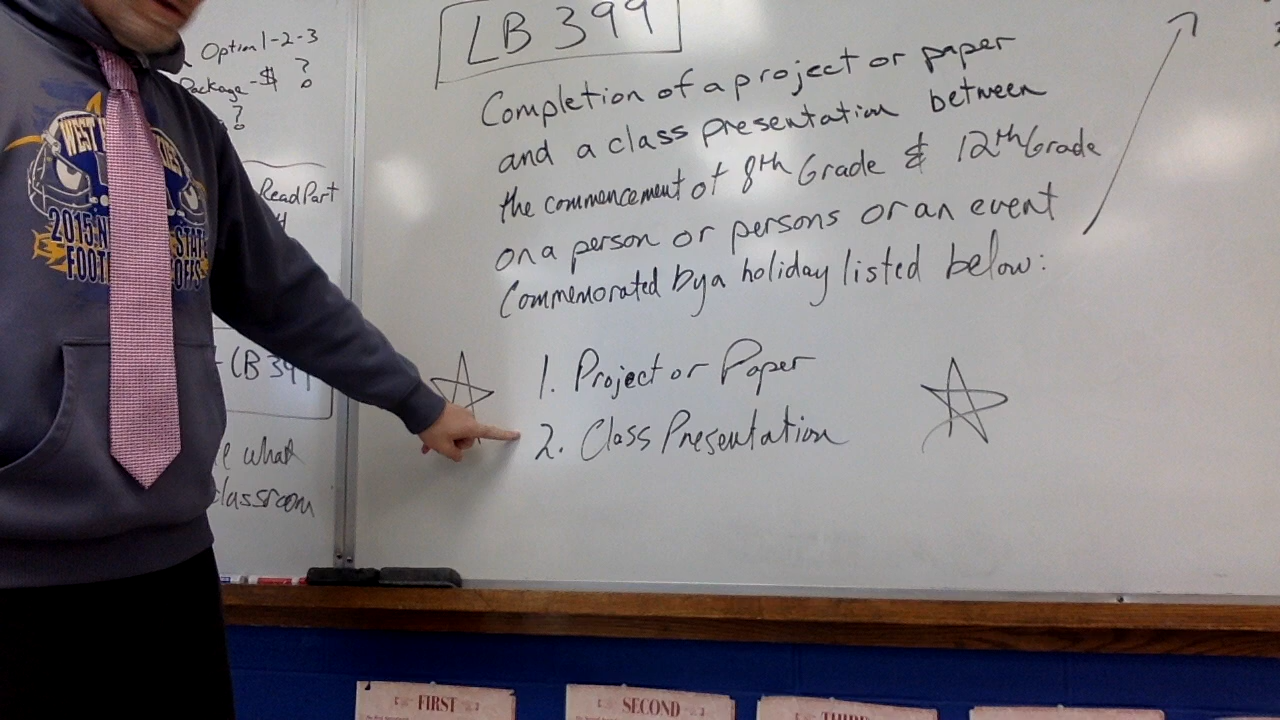 Option 1-2-3
Package - $ ?
?
Read Part
LB 399
what
classroom
LB 399
Completion of a project or paper
and a class presentation between
the commencement of 8th Grade & 12th Grade
on a person or persons or an event
Commemorated by a holiday listed below:
1. Project or Paper
2. Class Presentation
WEST
2015
STATE
FOOT
FIRST
SECOND
THIRD